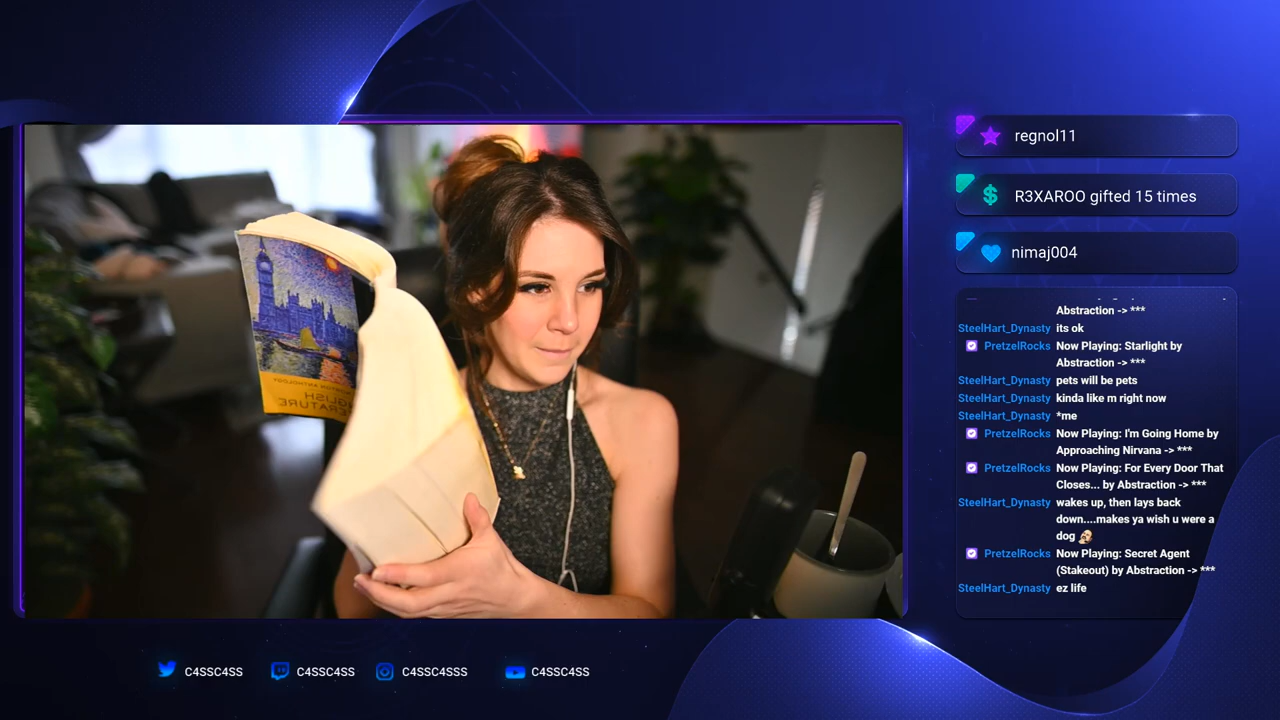 regnol11
R3XAROO gifted 15 times
nimaj004
Abstraction -> ***
SteelHart_Dynasty its ok
PretzelRocks Now Playing: Starlight by
Abstraction -> ***
SteelHart_Dynasty pets will be pets
SteelHart_Dynasty kinda like m right now
SteelHart_Dynasty *me
PretzelRocks Now Playing: I'm Going Home by
Approaching Nirvana -> ***
PretzelRocks Now Playing: For Every Door That
Closes... by Abstraction -> ***
SteelHart_Dynasty wakes up, then lays back
down....makes ya wish u were a
dog
PretzelRocks Now Playing: Secret Agent
(Stakeout) by Abstraction -> ***
SteelHart_Dynasty ez life
ANTHOLOGY
ENGLISH
LITERATURE
C4SSC4SS C4SSC4SS C4SSC4SSS C4SSC4SS